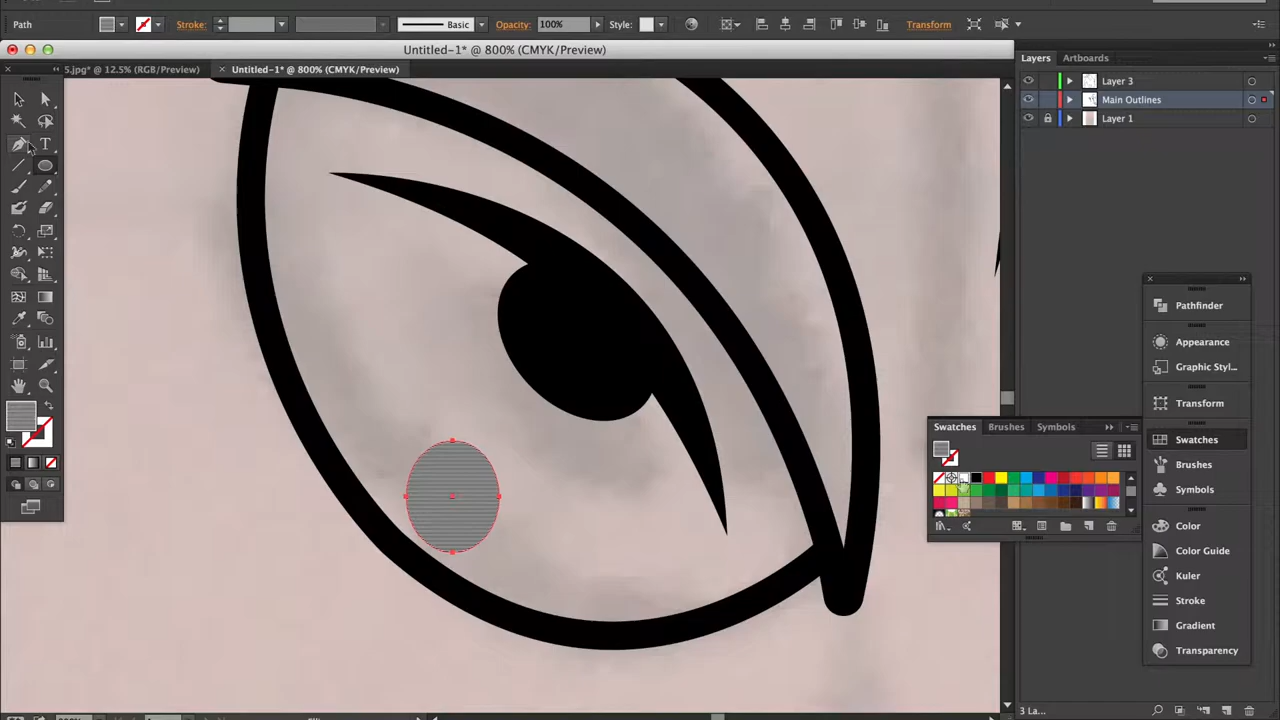 Path
Stroke:
Basic
Opacity:
100%
Style:
Transform
Untitled-1* @ 800% (CMYK/Preview)
5.jpg* @ 12.5% (RGB/Preview)
Untitled-1* @ 800% (CMYK/Preview)
Layers
Artboards
Layer 3
Main Outlines
Layer 1
T
Pathfinder
Appearance
Graphic Styl...
Transform
Swatches
Brushes
Symbols
Swatches
Brushes
Symbols
Color
Color Guide
Kuler
Stroke
Gradient
Transparency
3 La...